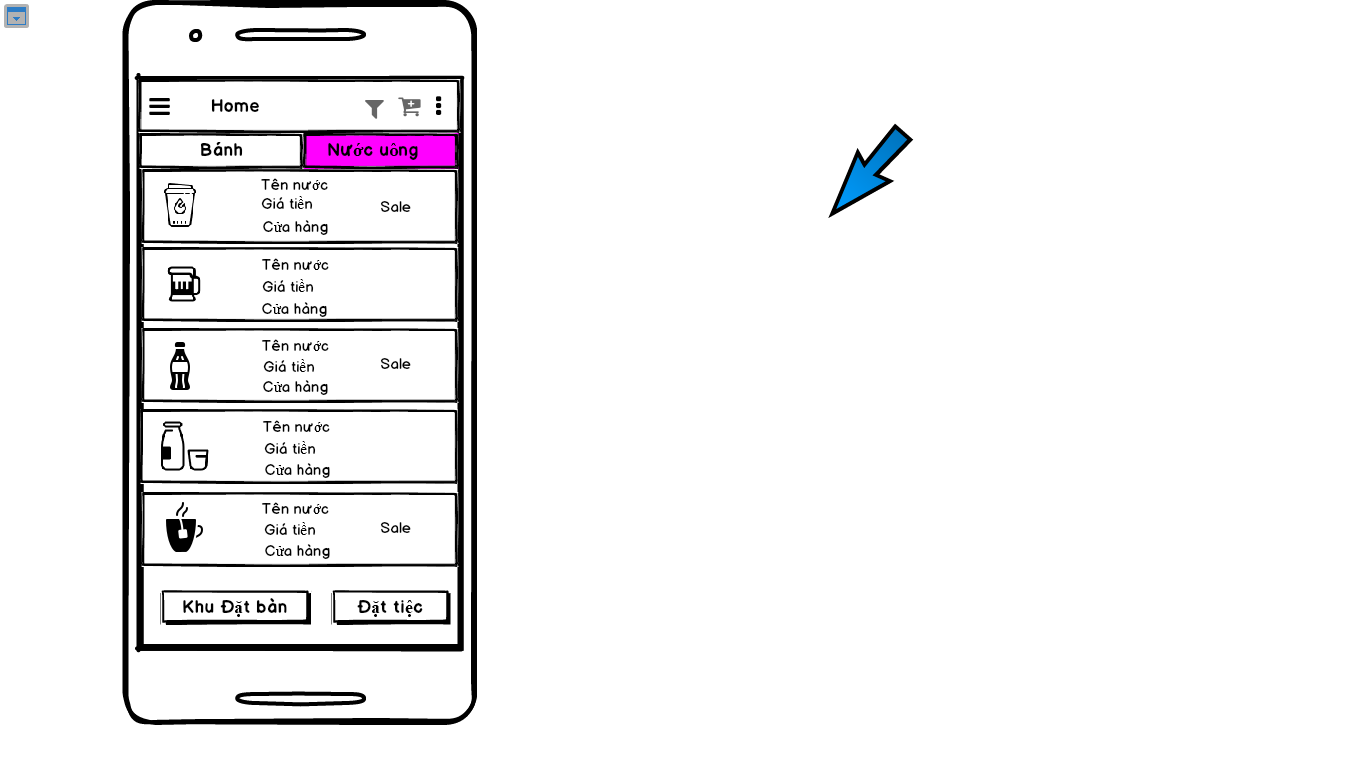 Home
Bánh
Nước uông
Tên nước
Giá tiền
Sale
Cửa hàng
Tên nước
Giá tiền
Cửa hàng
Tên nước
Giá tiền
Sale
Cửa hàng
Tên nước
Giá tiền
Cửa hàng
Tên nước
Giá tiền
Sale
Cửa hàng
Khu Đặt bàn
Đặt tiệc